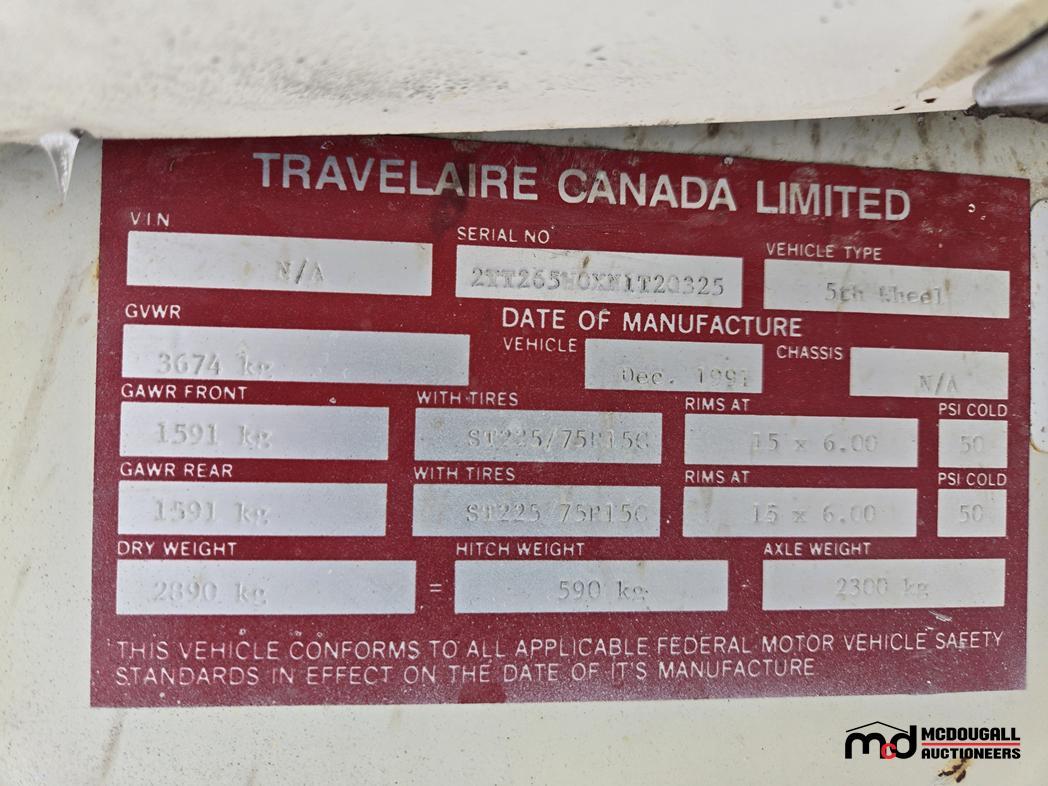 TRAVELAIRE CANADA LIMITED
VIN
N/A
SERIAL NO
VEHICLE TYPE
5th Wheel
GVWR
3674 kg
DATE OF MANUFACTURE
VEHICLE
Dec. 1991
CHASSIS
N/A
GAWR FRONT
1591 kg
WITH TIRES
ST225/75R15C
RIMS AT
15 x 6.00
PSI COLD
50
GAWR REAR
1591 kg
WITH TIRES
ST225/75R15C
RIMS AT
15 x 6.00
PSI COLD
50
DRY WEIGHT
2890 kg
=
HITCH WEIGHT
590 kg
AXLE WEIGHT
2300 kg
THIS VEHICLE CONFORMS TO ALL APPLICABLE FEDERAL MOTOR VEHICLE SAFETY
STANDARDS IN EFFECT ON THE DATE OF IT'S MANUFACTURE
mcd MCDOUGALL
AUCTIONEERS